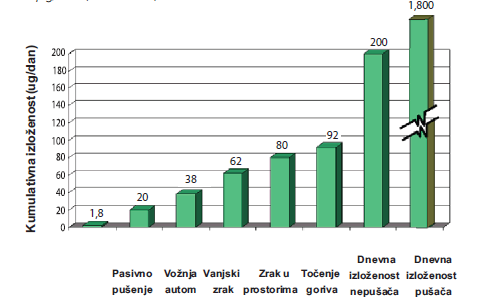 1,800
200
92
80
62
38
20
1,8
Kumulativna izloženost (ug/dan)
200
180
160
140
120
100
80
60
40
20
0
Pasivno pušenje
Vožnja autom
Vanjski zrak
Zrak u prostorima
Točenje goriva
Dnevna izloženost nepušača
Dnevna izloženost pušača